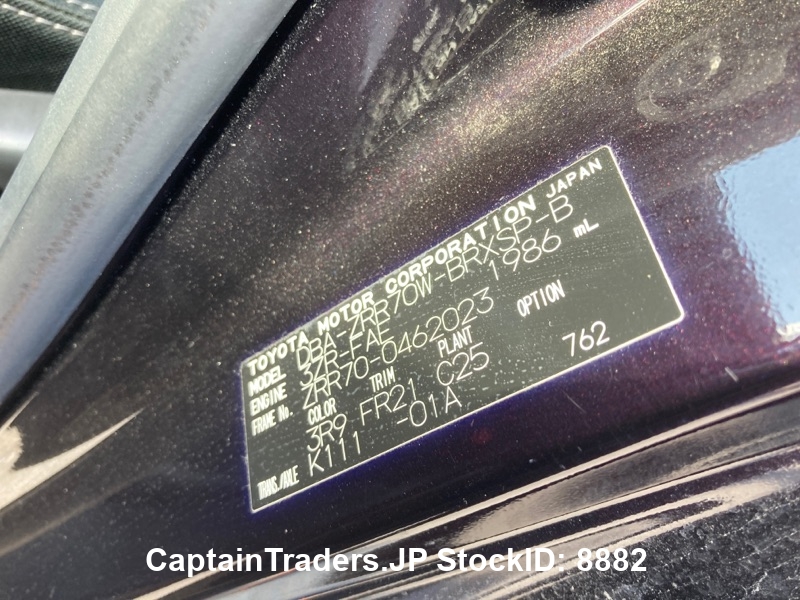 TOYOTA MOTOR CORPORATION JAPAN
MODEL DBA-ZRR70W-BRXSP-B
ENGINE 3ZR-FAE 1986 mL
FRAME No. ZRR70-0462023
COLOR TRIM PLANT OPTION
3R9 FR21 C25 762
TRANS./AXLE K111 -01A
CaptainTraders.JP StockID: 8882